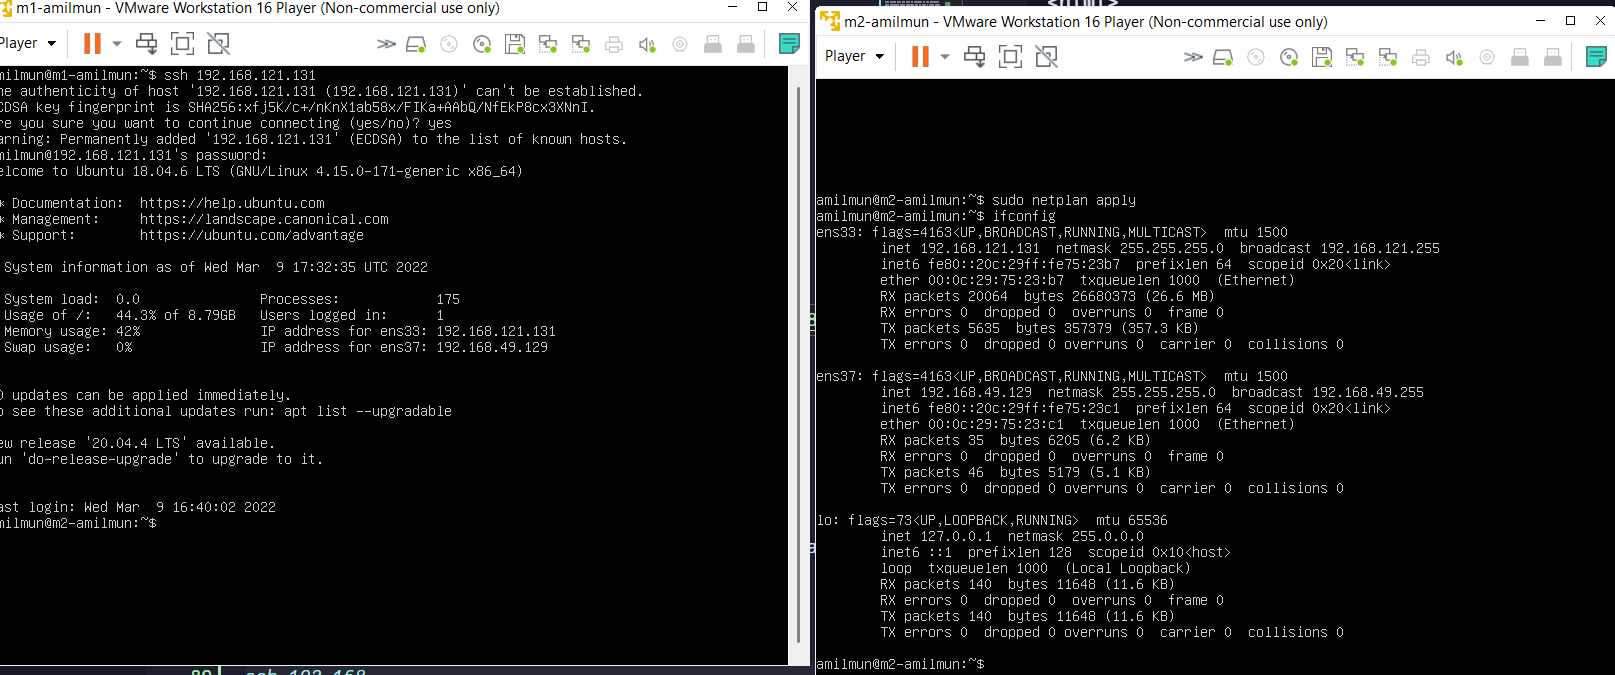 m1-amilmun - VMware Workstation 16 Player (Non-commercial use only)
Player
milmun@m1-amilmun:~$ ssh 192.168.121.131
he authenticity of host '192.168.121.131 (192.168.121.131)' can't be established.
CDSA key fingerprint is SHA256:xfj5K/c+/nKnX1ab58x/FIKa+AAbQ/NfEkP8cx3XNnI.
re you sure you want to continue connecting (yes/no)? yes
arning: Permanently added '192.168.121.131' (ECDSA) to the list of known hosts.
milmun@192.168.121.131's password:
elcome to Ubuntu 18.04.6 LTS (GNU/Linux 4.15.0-171-generic x86_64)
* Documentation:  https://help.ubuntu.com
* Management:     https://landscape.canonical.com
* Support:        https://ubuntu.com/advantage
System information as of Wed Mar  9 17:32:35 UTC 2022
System load:  0.0               Processes:            175
Usage of /:   44.3% of 8.79GB   Users logged in:      1
Memory usage: 42%               IP address for ens33: 192.168.121.131
Swap usage:   0%                IP address for ens37: 192.168.49.129
0 updates can be applied immediately.
o see these additional updates run: apt list --upgradable
ew release '20.04.4 LTS' available.
un 'do-release-upgrade' to upgrade to it.
ast login: Wed Mar  9 16:40:02 2022
milmun@m2-amilmun:~$
m2-amilmun - VMware Workstation 16 Player (Non-commercial use only)
Player
amilmun@m2-amilmun:~$ sudo netplan apply
amilmun@m2-amilmun:~$ ifconfig
ens33: flags=4163<UP,BROADCAST,RUNNING,MULTICAST>  mtu 1500
inet 192.168.121.131  netmask 255.255.255.0  broadcast 192.168.121.255
inet6 fe80::20c:29ff:fe75:23b7  prefixlen 64  scopeid 0x20<link>
ether 00:0c:29:75:23:b7  txqueuelen 1000  (Ethernet)
RX packets 20064  bytes 26680373 (26.6 MB)
RX errors 0  dropped 0  overruns 0  frame 0
TX packets 5635  bytes 357379 (357.3 KB)
TX errors 0  dropped 0 overruns 0  carrier 0  collisions 0
ens37: flags=4163<UP,BROADCAST,RUNNING,MULTICAST>  mtu 1500
inet 192.168.49.129  netmask 255.255.255.0  broadcast 192.168.49.255
inet6 fe80::20c:29ff:fe75:23c1  prefixlen 64  scopeid 0x20<link>
ether 00:0c:29:75:23:c1  txqueuelen 1000  (Ethernet)
RX packets 35  bytes 6205 (6.2 KB)
RX errors 0  dropped 0  overruns 0  frame 0
TX packets 46  bytes 5179 (5.1 KB)
TX errors 0  dropped 0 overruns 0  carrier 0  collisions 0
lo: flags=73<UP,LOOPBACK,RUNNING>  mtu 65536
inet 127.0.0.1  netmask 255.0.0.0
inet6 ::1  prefixlen 128  scopeid 0x10<host>
loop  txqueuelen 1000  (Local Loopback)
RX packets 140  bytes 11648 (11.6 KB)
RX errors 0  dropped 0  overruns 0  frame 0
TX packets 140  bytes 11648 (11.6 KB)
TX errors 0  dropped 0 overruns 0  carrier 0  collisions 0
amilmun@m2-amilmun:~$